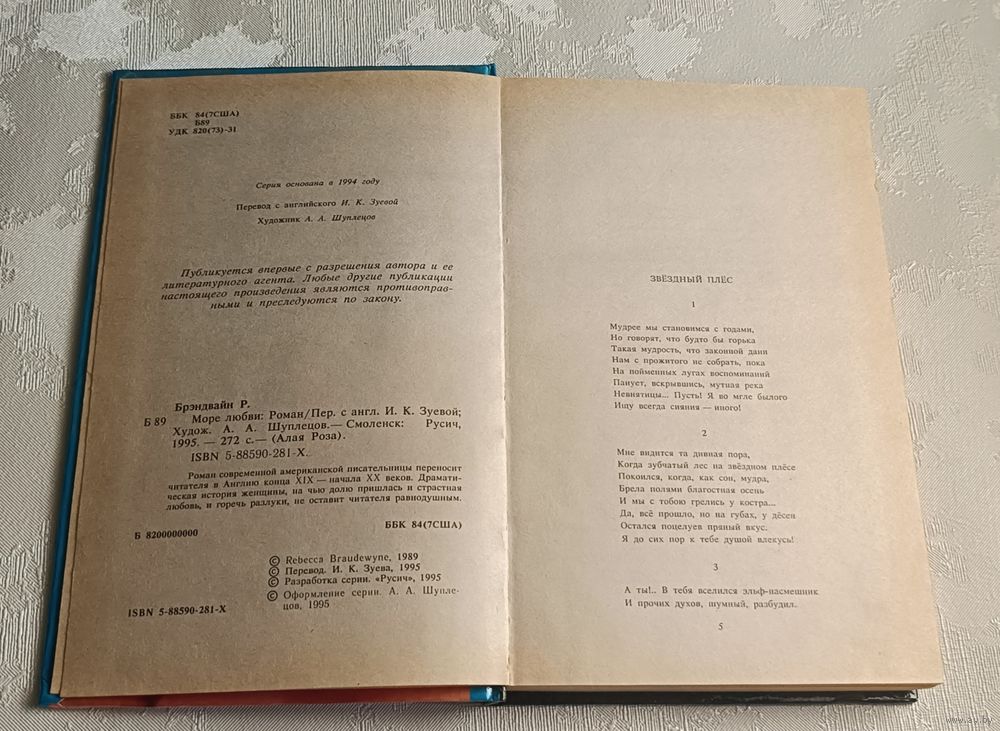 ББК 84(7США)
Б89
УДК 820(73)-31
Серия основана в 1994 году
Перевод с английского И. К. Зуевой
Художник А. А. Шуплецов
Публикуется впервые с разрешения автора и ее
литературного агента. Любые другие публикации
настоящего произведения являются противоправ-
ными и преследуются по закону.
Брэндвайн Р.
Б 89 Море любви: Роман/Пер. с англ. И. К. Зуевой;
Худож. А. А. Шуплецов.— Смоленск: Русич,
1995. — 272 с.— (Алая Роза).
ISBN 5-88590-281-X.
Роман современной американской писательницы переносит
читателя в Англию конца XIX — начала XX веков. Драмати-
ческая история женщины, на чью долю пришлась и страстная
любовь, и горечь разлуки, не оставит читателя равнодушным.
Б 8200000000
ББК 84(7США)
© Rebecca Braudewyne, 1989
© Перевод. И. К. Зуева, 1995
© Разработка серии. «Русич», 1995
© Оформление серии. А. А. Шупле-
цов, 1995
ISBN 5-88590-281-X
ЗВЁЗДНЫЙ ПЛЁС
1
Мудрее мы становимся с годами,
Но говорят, что будто бы горька
Такая мудрость, что законной дани
Нам с прожитого не собрать, пока
На пойменных лугах воспоминаний
Панует, вскрывшись, мутная река
Невнятицы... Пусть! Я во мгле былого
Ищу всегда сияния — иного!
2
Мне видится та дивная пора,
Когда зубчатый лес на звёздном плёсе
Покоился, когда, как сон, мудра,
Брела полями благостная осень
И мы с тобою грелись у костра...
Да, всё прошло, но на губах, у дёсен
Остался поцелуев пряный вкус.
Я до сих пор к тебе душой влекусь!
3
А ты!.. В тебя вселился эльф-насмешник
И прочих духов, шумный, разбудил.
5
www.ay.by